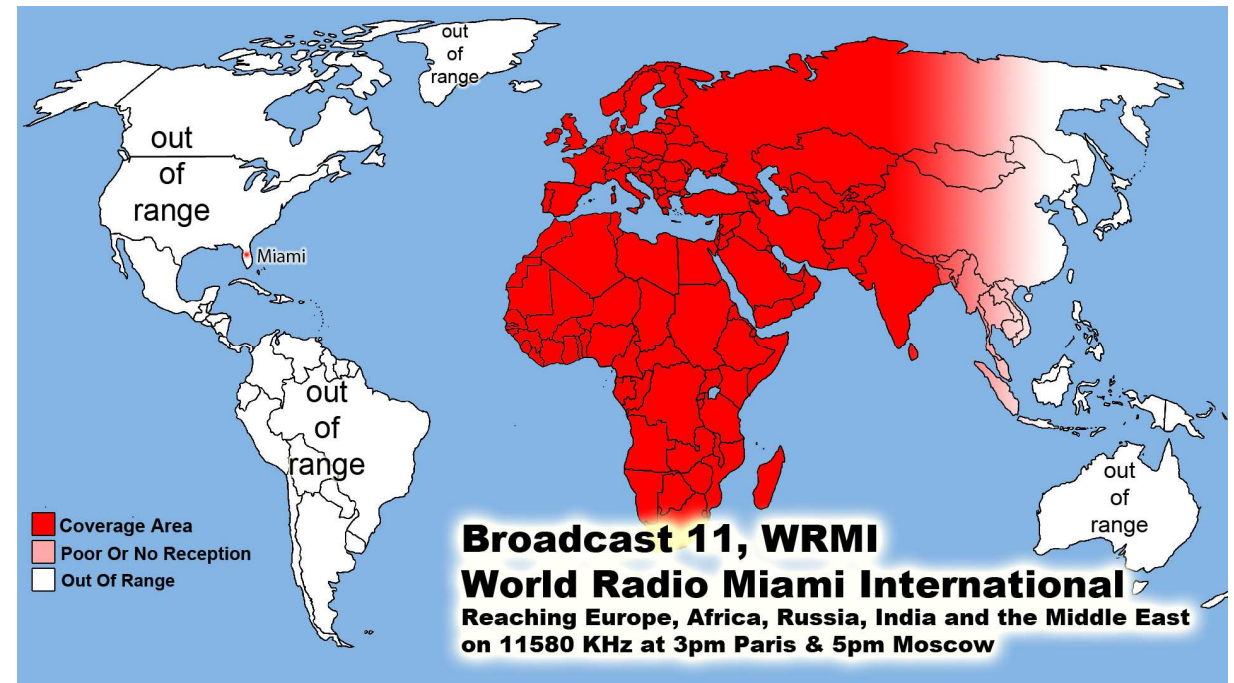 out
of
range
out
of
range
Miami
out
of
range
out
of
range
Coverage Area
Poor Or No Reception
Out Of Range
Broadcast 11, WRMI
World Radio Miami International
Reaching Europe, Africa, Russia, India and the Middle East
on 11580 KHz at 3pm Paris & 5pm Moscow